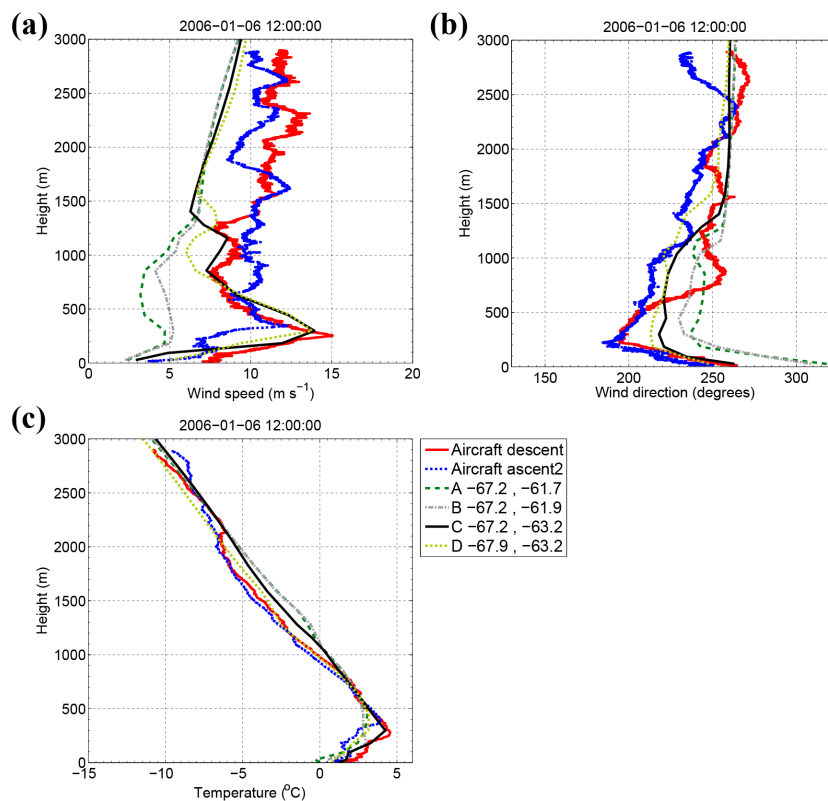 (a)
2006−01−06 12:00:00
3000
2500
2000
1500
1000
500
0
Height (m)
0 5 10 15 20
Wind speed (m s⁻¹)
(b)
2006−01−06 12:00:00
3000
2500
2000
1500
1000
500
0
Height (m)
150 200 250 300
Wind direction (degrees)
(c)
2006−01−06 12:00:00
3000
2500
2000
1500
1000
500
0
Height (m)
−15 −10 −5 0 5
Temperature (°C)
Aircraft descent
Aircraft ascent2
A −67.2 , −61.7
B −67.2 , −61.9
C −67.2 , −63.2
D −67.9 , −63.2